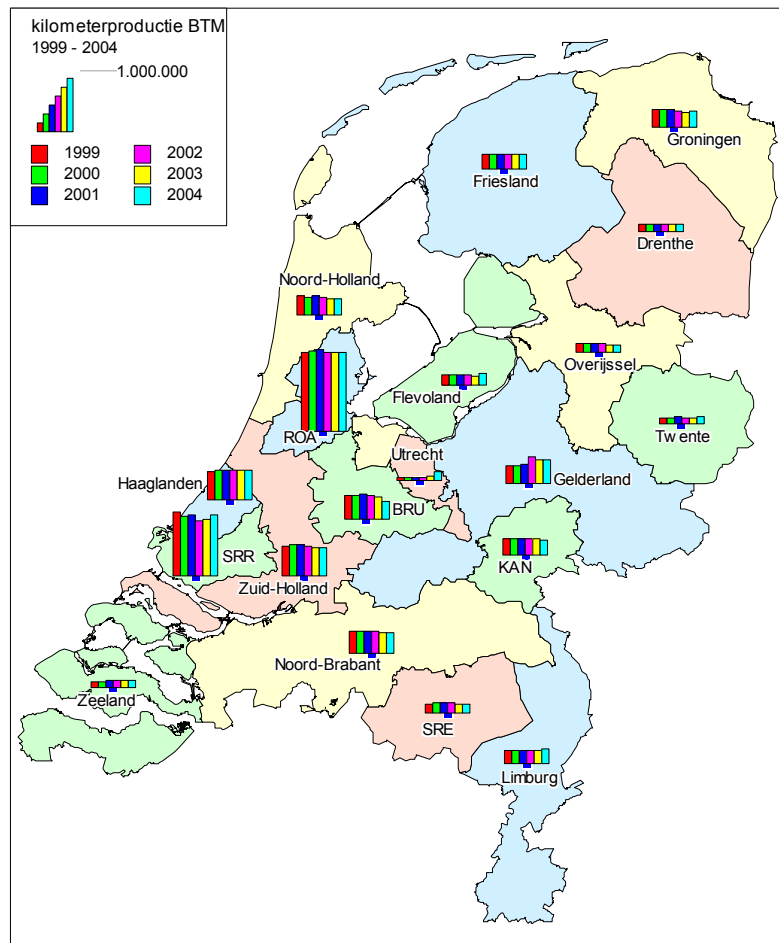 kilometerproductie BTM
1999 - 2004
1.000.000
1999 2002
2000 2003
2001 2004
Groningen
Friesland
Drenthe
Noord-Holland
Overijssel
Flevoland
Twente
ROA
Utrecht
Gelderland
Haaglanden
BRU
SRR
KAN
Zuid-Holland
Noord-Brabant
Zeeland
SRE
Limburg